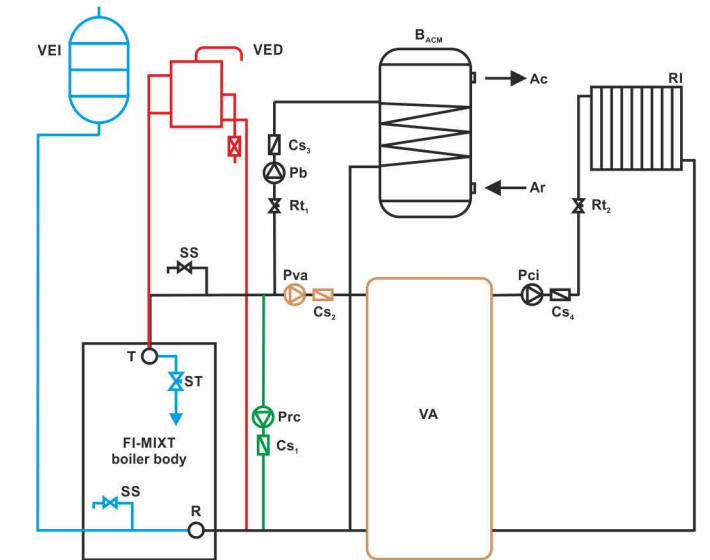 VEI
VED
B ACM
RI
Ac
Cs3
Pb
Rt1
Ar
Rt2
SS
Pva
Pci
Cs2
Cs4
T
ST
Prc
VA
Cs1
FI-MIXT
boiler body
SS
R